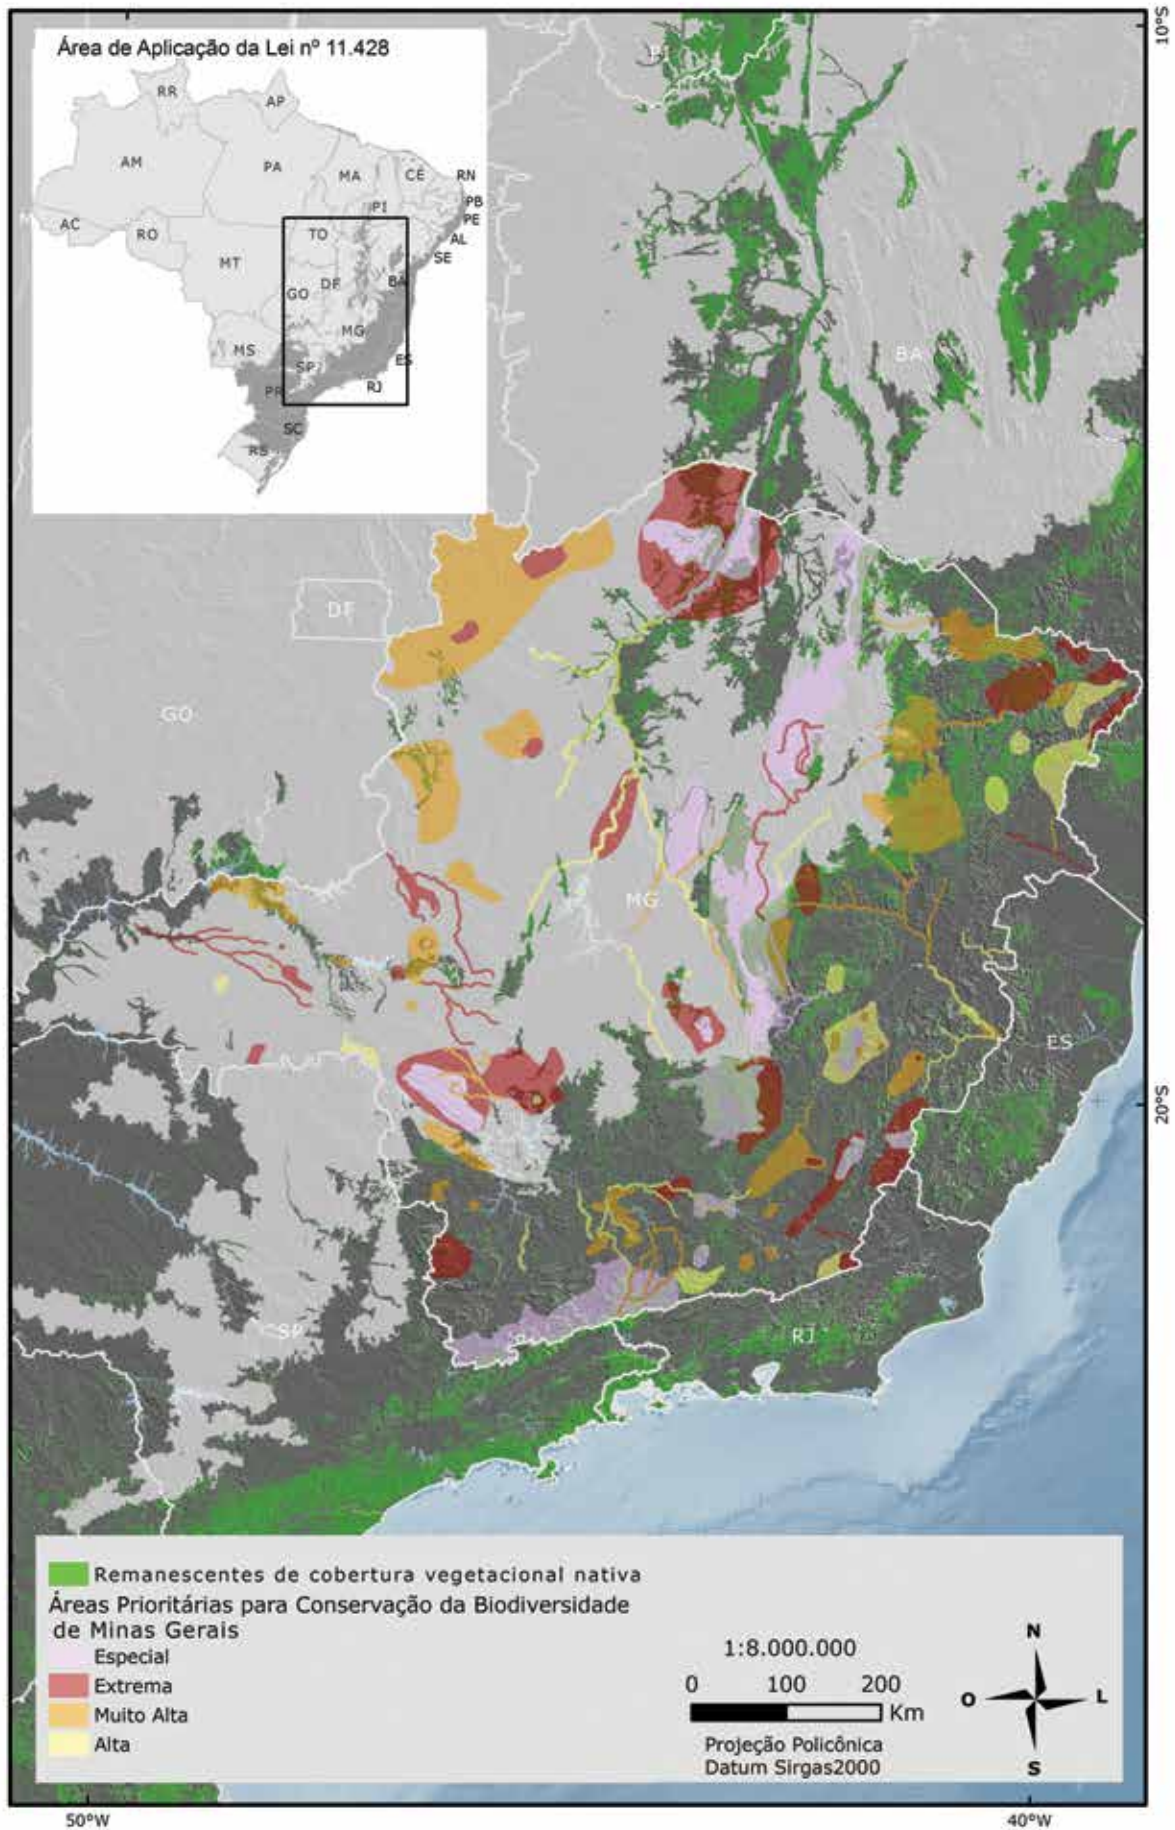 Área de Aplicação da Lei nº 11.428
RR
AP
AM
PA
MA
CE
RN
PB
PE
AL
SE
PI
AC
RO
TO
MT
BA
GO
DF
MG
MS
ES
SP
RJ
PR
SC
RS
PI
10°S
BA
DF
GO
MG
ES
20°S
SP
RJ
Remanescentes de cobertura vegetacional nativa
Áreas Prioritárias para Conservação da Biodiversidade
de Minas Gerais
Especial
Extrema
Muito Alta
Alta
1:8.000.000
0 100 200
Km
Projeção Policônica
Datum Sirgas2000
N
O L
S
50°W 40°W